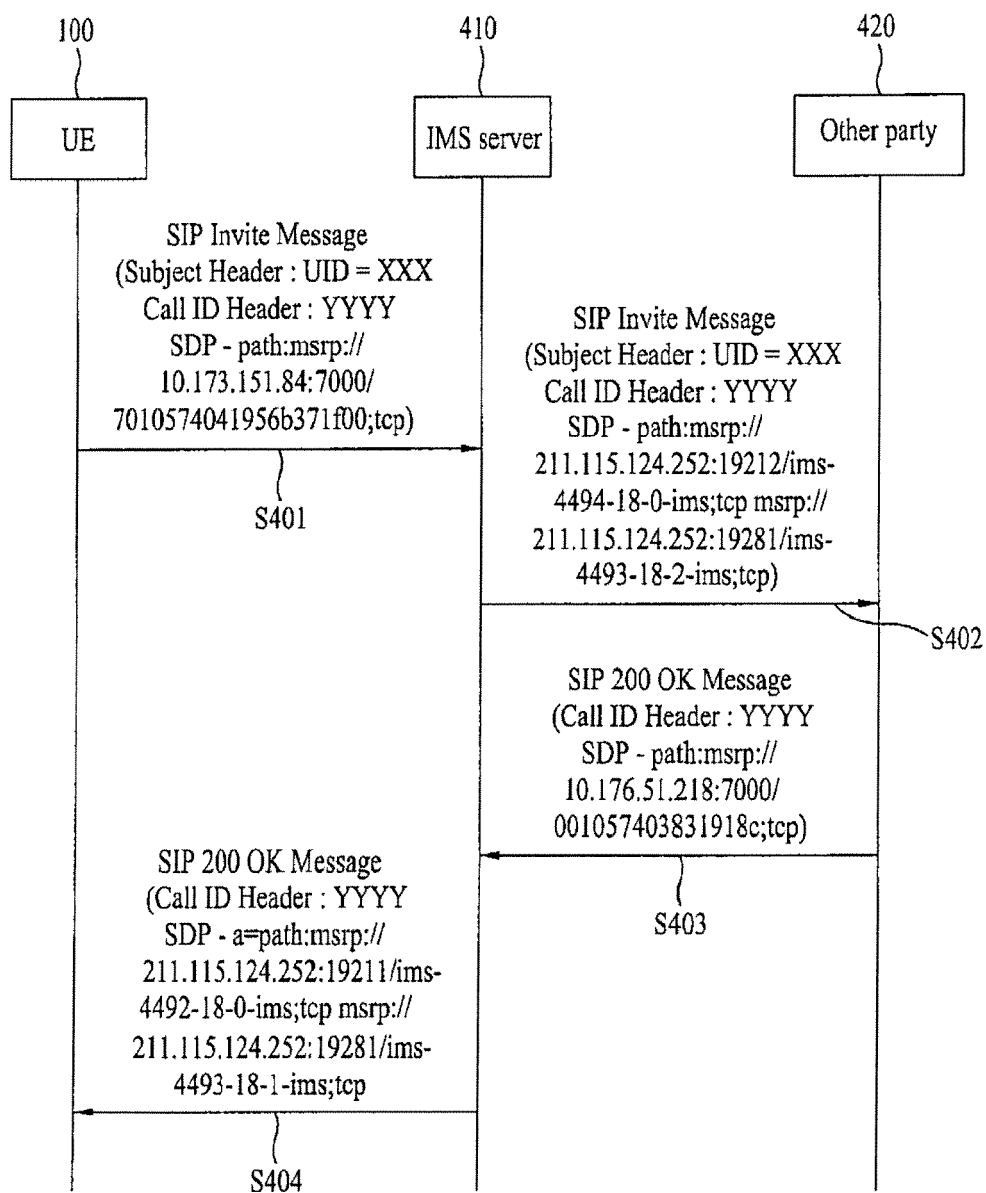 100
410
420
UE
IMS server
Other party
SIP Invite Message
(Subject Header : UID = XXX
Call ID Header : YYYY
SDP - path:msrp://
10.173.151.84:7000/
7010574041956b371f00;tcp)
S401
SIP Invite Message
(Subject Header : UID = XXX
Call ID Header : YYYY
SDP - path:msrp://
211.115.124.252:19212/ims-
4494-18-0-ims;tcp msrp://
211.115.124.252:19281/ims-
4493-18-2-ims;tcp)
S402
SIP 200 OK Message
(Call ID Header : YYYY
SDP - path:msrp://
10.176.51.218:7000/
001057403831918c;tcp)
S403
SIP 200 OK Message
(Call ID Header : YYYY
SDP - a=path:msrp://
211.115.124.252:19211/ims-
4492-18-0-ims;tcp msrp://
211.115.124.252:19281/ims-
4493-18-1-ims;tcp
S404